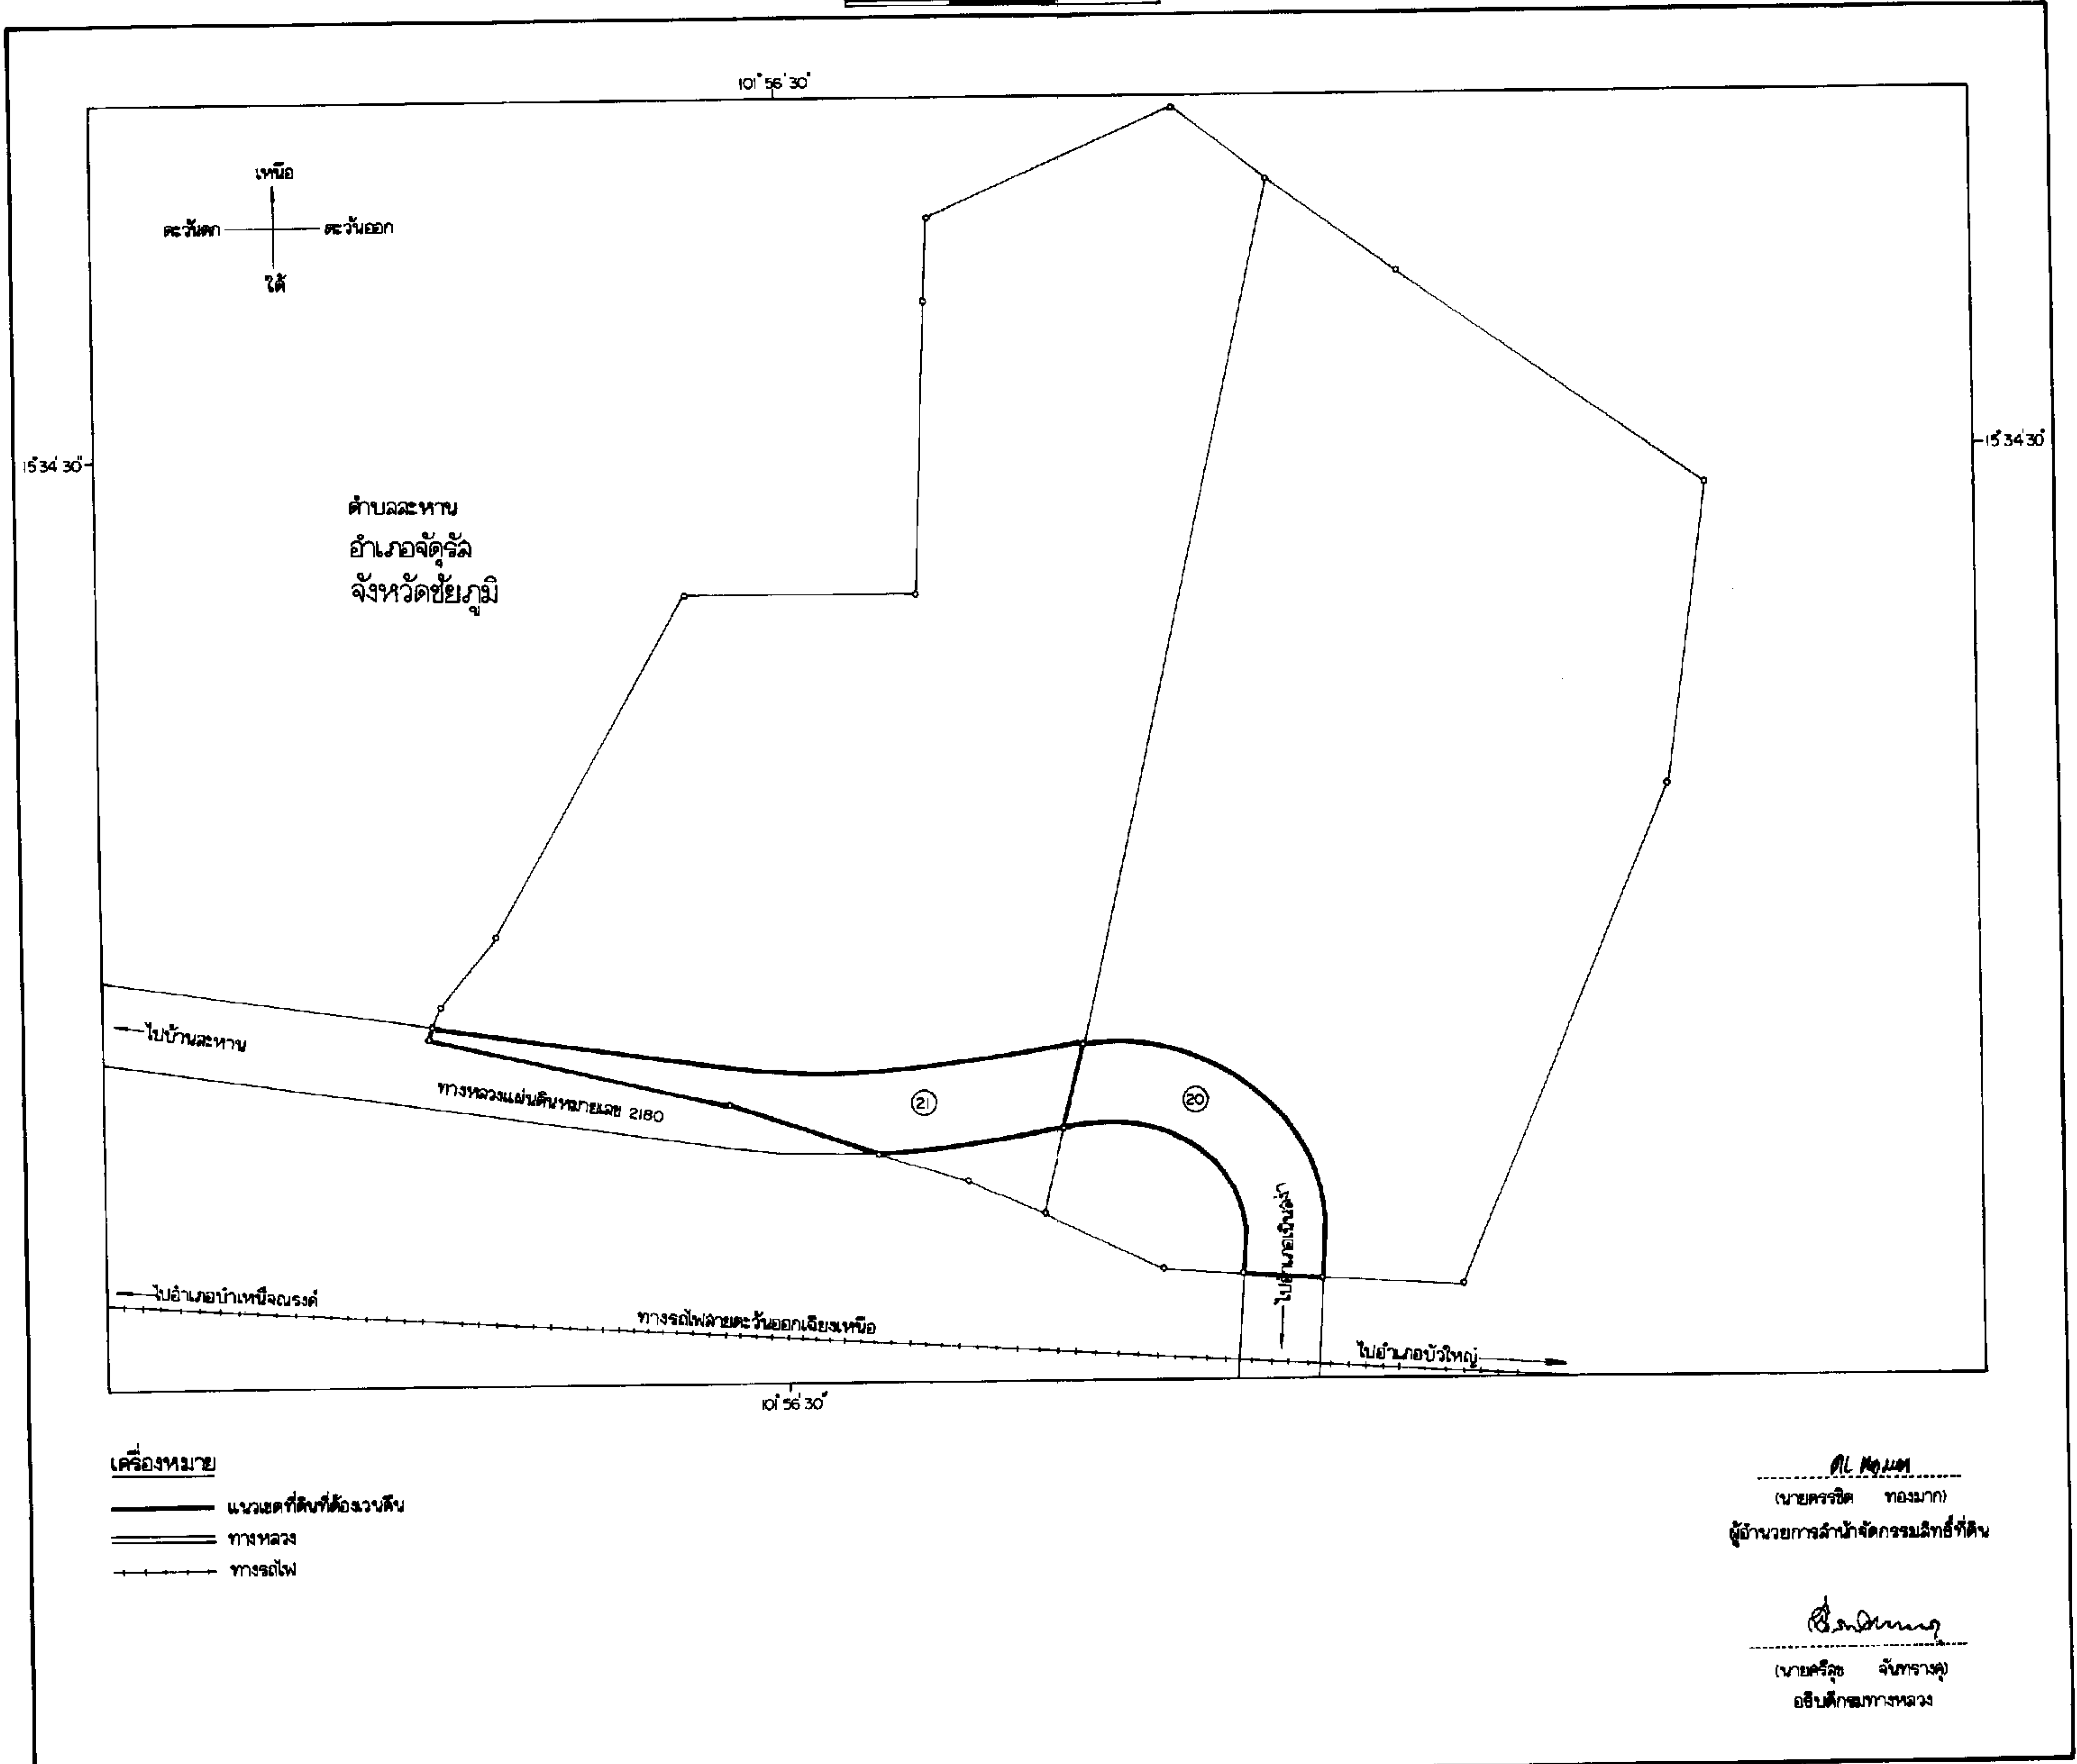 101°56'30"
เหนือ
ตะวันตก
ตะวันออก
ใต้
15°34'30"
15°34'30"
ตำบลละหาน
อำเภอจัตุรัส
จังหวัดชัยภูมิ
ไปบ้านละหาน
ทางหลวงแผ่นดินหมายเลข 2180
21
20
ไปอำเภอเนินสง่า
ไปอำเภอบำเหน็จณรงค์
ทางรถไฟสายตะวันออกเฉียงเหนือ
ไปอำเภอบัวใหญ่
101°56'30"
เครื่องหมาย
แนวเขตที่ดินที่ต้องเวนคืน
ทางหลวง
ทางรถไฟ
(นายครรชิต ทองมาก)
ผู้อำนวยการสำนักจัดกรรมสิทธิ์ที่ดิน
(นายศรีสุข จันทรางศุ)
อธิบดีกรมทางหลวง